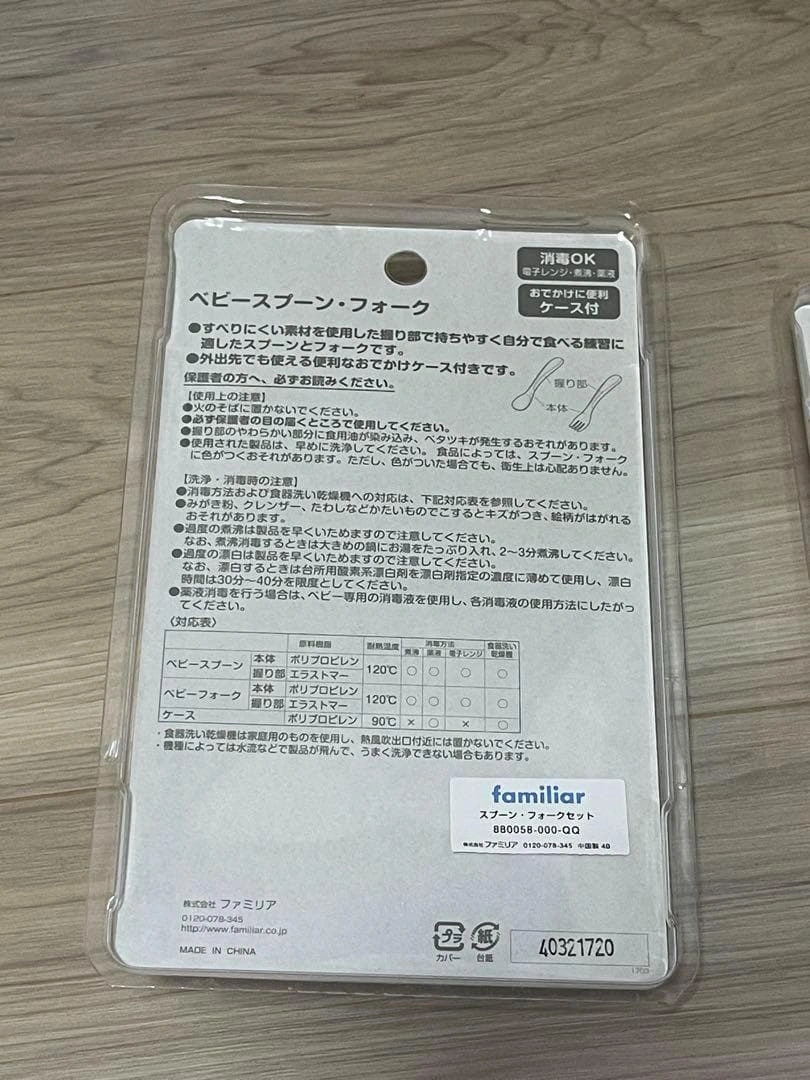 消毒OK
電子レンジ・煮沸・薬液
おでかけに便利
ケース付
ベビースプーン・フォーク
●すべりにくい素材を使用した握り部で持ちやすく自分で食べる練習に
適したスプーンとフォークです。
●外出先でも使える便利なおでかけケース付きです。
握り部
本体
保護者の方へ、必ずお読みください。
【使用上の注意】
●火のそばに置かないでください。
●必ず保護者の目の届くところで使用してください。
●握り部のやわらかい部分に食用油が染み込み、ベタツキが発生するおそれがあります。
●使用された製品は、早めに洗浄してください。食品によっては、スプーン・フォーク
に色がつくおそれがあります。ただし、色がついた場合でも、衛生上は心配ありません。
【洗浄・消毒時の注意】
●消毒方法および食器洗い乾燥機への対応は、下記対応表を参照してください。
●みがき粉、クレンザー、たわしなどかたいものでこするとキズがつき、絵柄がはがれる
おそれがあります。
●過度の煮沸は製品を早くいためますので注意してください。
なお、煮沸消毒するときは大きめの鍋にお湯をたっぷり入れ、2〜3分煮沸してください。
●過度の漂白は製品を早くいためますので注意してください。
なお、漂白するときは台所用酸素系漂白剤を漂白剤指定の濃度に薄めて使用し、漂白
時間は30分〜40分を限度としてください。
●薬液消毒を行う場合は、ベビー専用の消毒液を使用し、各消毒液の使用方法にしたがっ
てください。
〈対応表〉
原料樹脂 耐熱温度 消毒方法 食器洗い
煮沸 薬液 電子レンジ 乾燥機
ベビースプーン 本体 ポリプロピレン 120℃ ○ ○ ○ ○
握り部 エラストマー
ベビーフォーク 本体 ポリプロピレン 120℃ ○ ○ ○ ○
握り部 エラストマー
ケース ポリプロピレン 90℃ × ○ × ○
・食器洗い乾燥機は家庭用のものを使用し、熱風吹出口付近には置かないでください。
・機種によっては水流などで製品が飛んで、うまく洗浄できない場合もあります。
familiar
スプーン・フォークセット
880058-000-QQ
株式会社 ファミリア 0120-078-345 中国製 40
株式会社 ファミリア
0120-078-345
http://www.familiar.co.jp
MADE IN CHINA
プラ
カバー
紙
台紙
40321720
1703